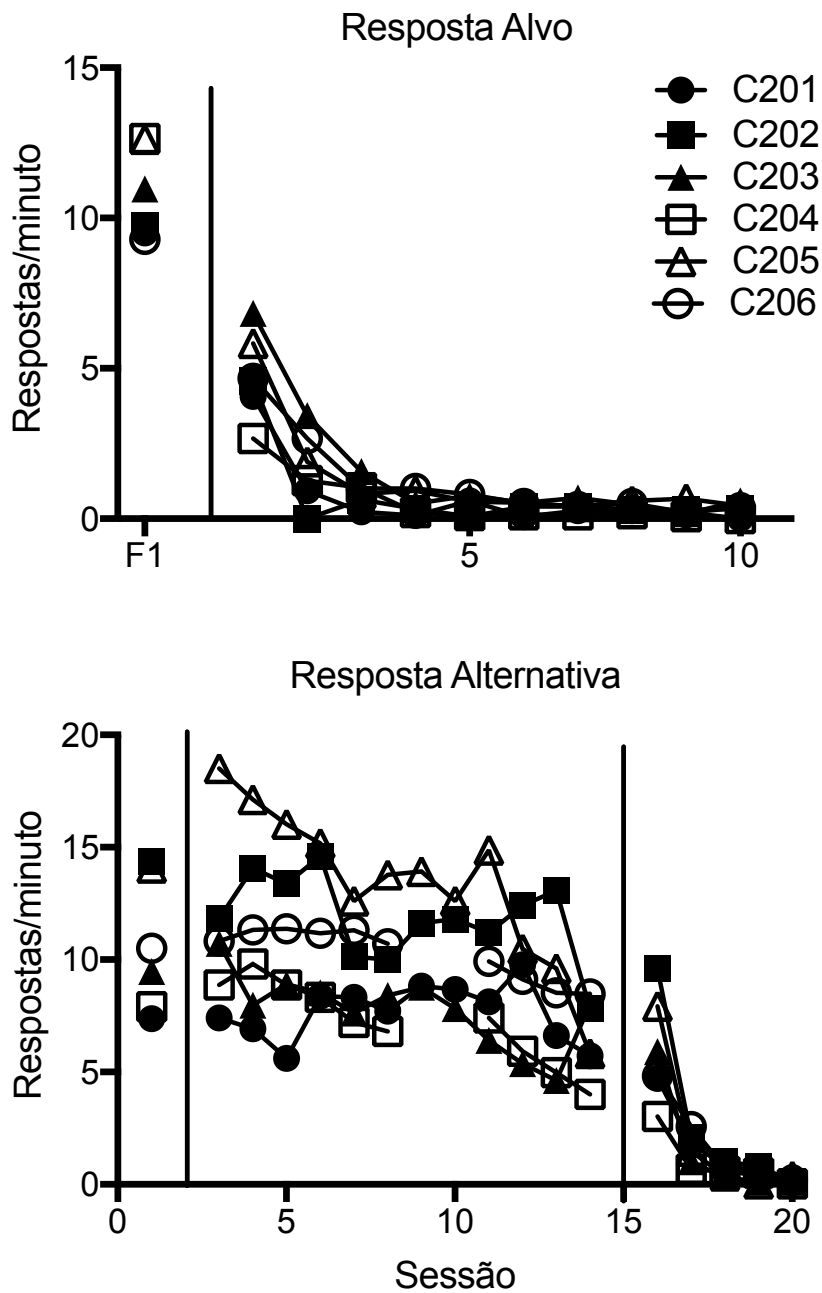 Resposta Alvo
Respostas/minuto
15
10
5
0
F1
5
10
C201
C202
C203
C204
C205
C206
Resposta Alternativa
Respostas/minuto
20
15
10
5
0
0
5
10
15
20
Sessão